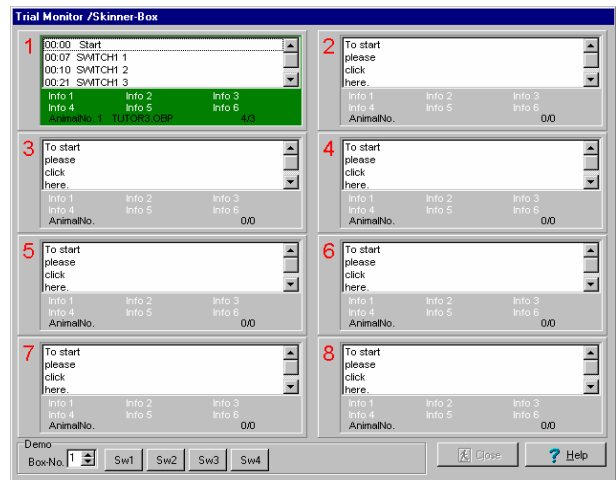 Trial Monitor /Skinner-Box
1
00:00 Start
00:07 SWITCH1 1
00:10 SWITCH1 2
00:21 SWITCH1 3
Info 1 Info 2 Info 3
Info 4 Info 5 Info 6
AnimalNo. 1 TUTOR3.OBP 4/3
2
To start
please
click
here.
Info 1 Info 2 Info 3
Info 4 Info 5 Info 6
AnimalNo. 0/0
3
To start
please
click
here.
Info 1 Info 2 Info 3
Info 4 Info 5 Info 6
AnimalNo. 0/0
4
To start
please
click
here.
Info 1 Info 2 Info 3
Info 4 Info 5 Info 6
AnimalNo. 0/0
5
To start
please
click
here.
Info 1 Info 2 Info 3
Info 4 Info 5 Info 6
AnimalNo. 0/0
6
To start
please
click
here.
Info 1 Info 2 Info 3
Info 4 Info 5 Info 6
AnimalNo. 0/0
7
To start
please
click
here.
Info 1 Info 2 Info 3
Info 4 Info 5 Info 6
AnimalNo. 0/0
8
To start
please
click
here.
Info 1 Info 2 Info 3
Info 4 Info 5 Info 6
AnimalNo. 0/0
Demo
Box-No. 1 Sw1 Sw2 Sw3 Sw4 Close ? Help